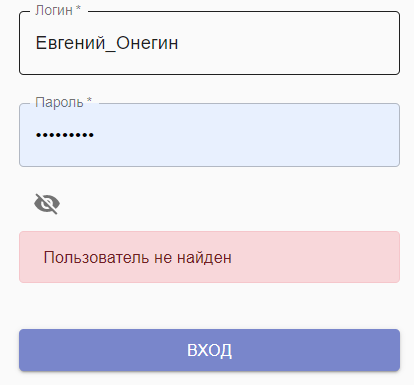 Логин *
Евгений_Онегин
Пароль *
•••••••••
Пользователь не найден
ВХОД